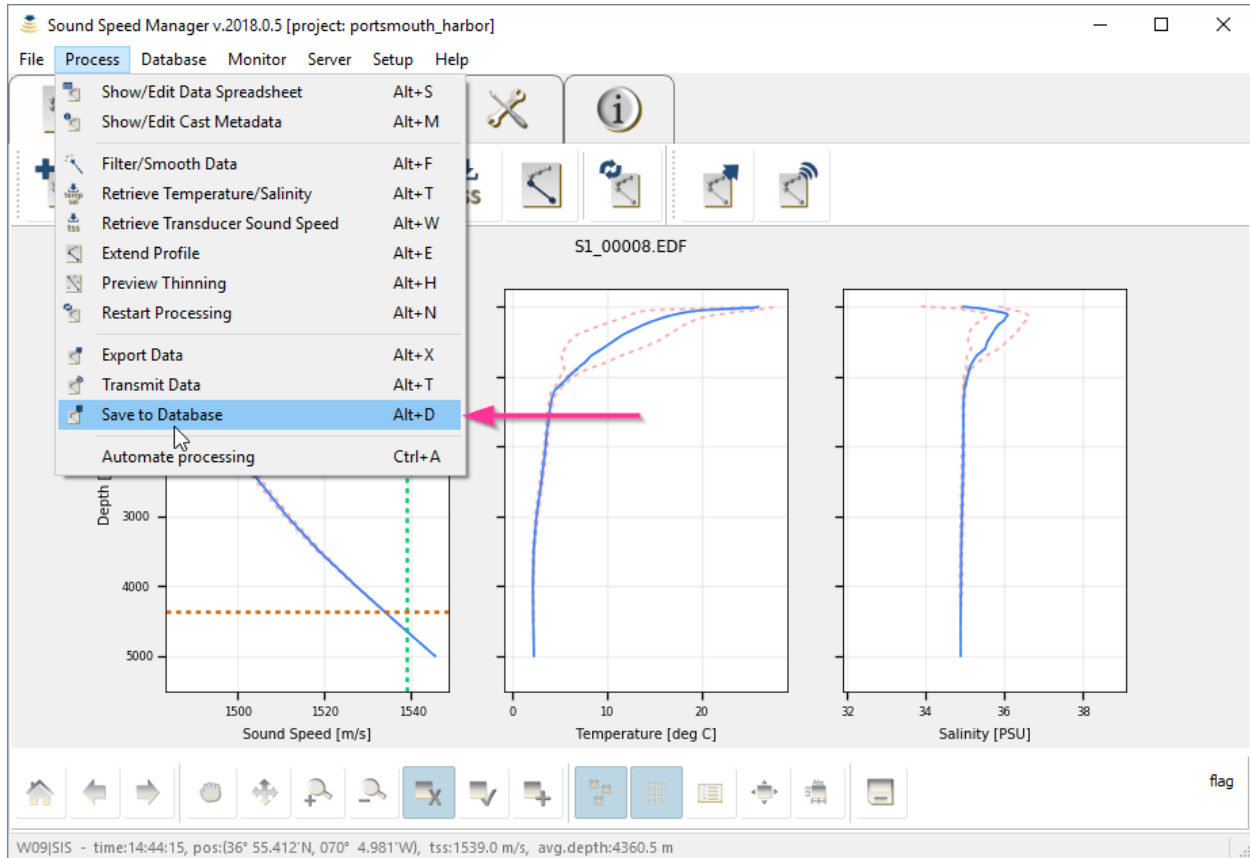 Sound Speed Manager v.2018.0.5 [project: portsmouth_harbor]
File Process Database Monitor Server Setup Help
Show/Edit Data Spreadsheet Alt+S
Show/Edit Cast Metadata Alt+M
Filter/Smooth Data Alt+F
temp
sal
Retrieve Temperature/Salinity Alt+T
tss
Retrieve Transducer Sound Speed Alt+W
Extend Profile Alt+E
Preview Thinning Alt+H
Restart Processing Alt+N
Export Data Alt+X
Transmit Data Alt+T
Save to Database Alt+D
Automate processing Ctrl+A
S1_00008.EDF
Depth [
3000
4000
5000
1500 1520 1540
Sound Speed [m/s]
0 10 20
Temperature [deg C]
32 34 36 38
Salinity [PSU]
flag
W09|SIS - time:14:44:15, pos:(36° 55.412'N, 070° 4.981'W), tss:1539.0 m/s, avg.depth:4360.5 m